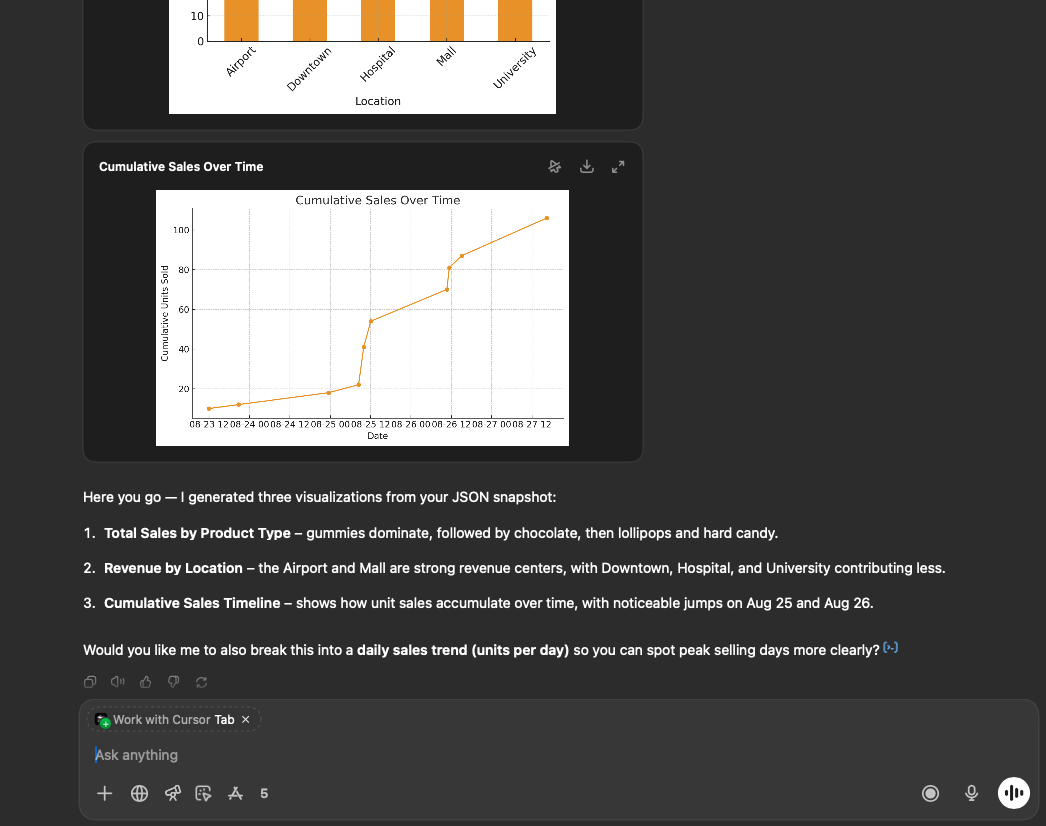 10
0
Airport
Downtown
Hospital
Mall
University
Location
Cumulative Sales Over Time
Cumulative Sales Over Time
100
80
60
40
20
Cumulative Units Sold
08 23 12 08 24 00 08 24 12 08 25 00 08 25 12 08 26 00 08 26 12 08 27 00 08 27 12
Date
Here you go — I generated three visualizations from your JSON snapshot:
1. Total Sales by Product Type – gummies dominate, followed by chocolate, then lollipops and hard candy.
2. Revenue by Location – the Airport and Mall are strong revenue centers, with Downtown, Hospital, and University contributing less.
3. Cumulative Sales Timeline – shows how unit sales accumulate over time, with noticeable jumps on Aug 25 and Aug 26.
Would you like me to also break this into a daily sales trend (units per day) so you can spot peak selling days more clearly?
Work with Cursor Tab
Ask anything
5